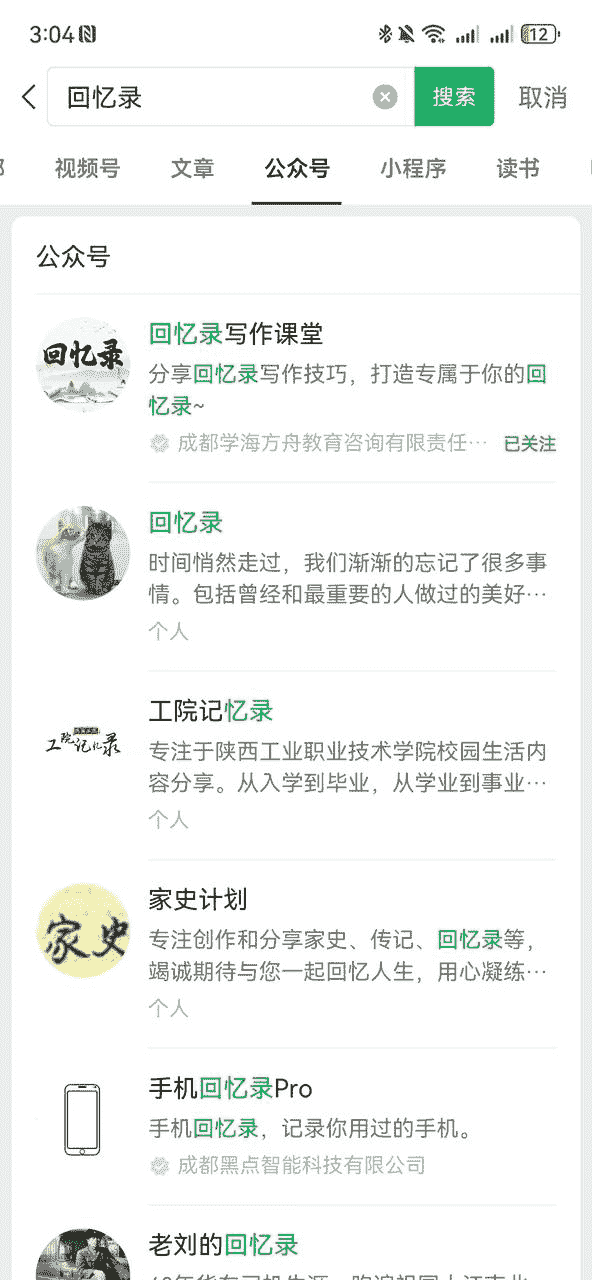 3:04
12
回忆录
搜索
取消
视频号
文章
公众号
小程序
读书
公众号
回忆录
回忆录写作课堂
分享回忆录写作技巧，打造专属于你的回
忆录~
成都学海方舟教育咨询有限责任…
已关注
回忆录
时间悄然走过，我们渐渐的忘记了很多事
情。包括曾经和最重要的人做过的美好…
个人
工院记忆录
工院记忆录
专注于陕西工业职业技术学院校园生活内
容分享。从入学到毕业，从学业到事业…
个人
家史
家史计划
专注创作和分享家史、传记、回忆录等，
竭诚期待与您一起回忆人生，用心凝练…
个人
手机回忆录Pro
手机回忆录，记录你用过的手机。
成都黑点智能科技有限公司
老刘的回忆录